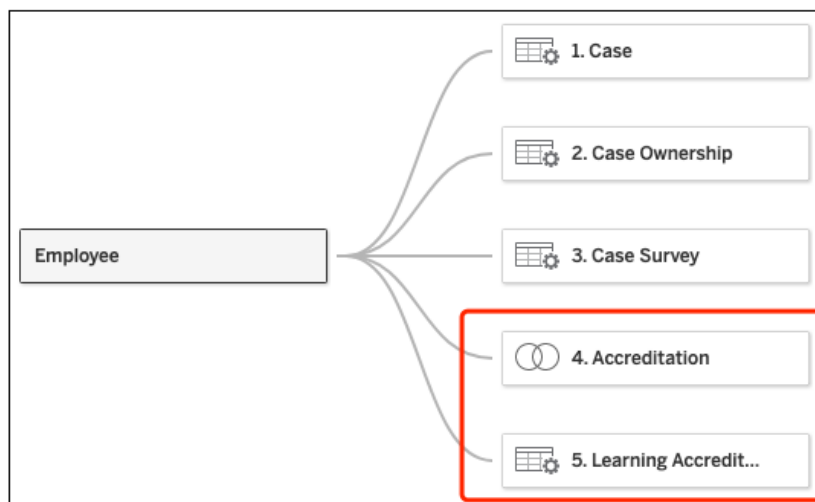 1. Case
2. Case Ownership
Employee
3. Case Survey
4. Accreditation
5. Learning Accredit...